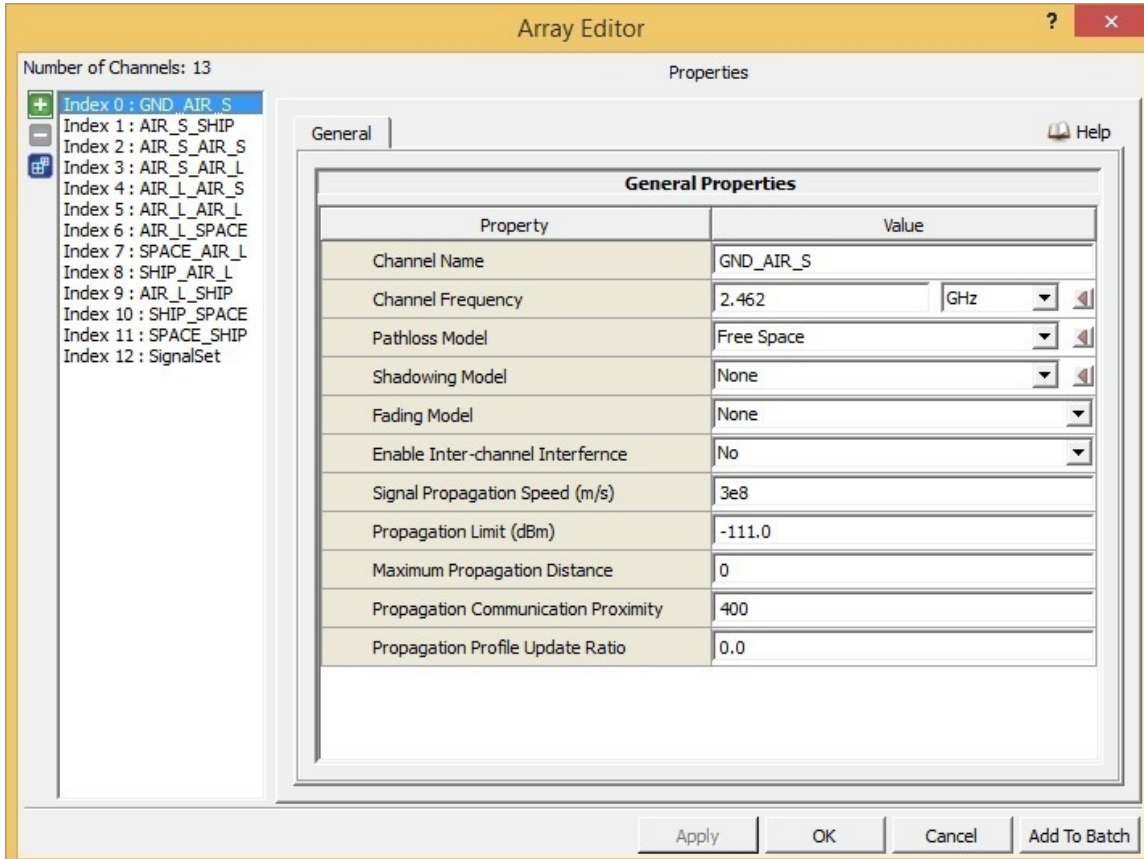 Array Editor
?
×
Number of Channels: 13
Properties
Index 0 : GND_AIR_S
Index 1 : AIR_S_SHIP
Index 2 : AIR_S_AIR_S
Index 3 : AIR_S_AIR_L
Index 4 : AIR_L_AIR_S
Index 5 : AIR_L_AIR_L
Index 6 : AIR_L_SPACE
Index 7 : SPACE_AIR_L
Index 8 : SHIP_AIR_L
Index 9 : AIR_L_SHIP
Index 10 : SHIP_SPACE
Index 11 : SPACE_SHIP
Index 12 : SignalSet
General
Help
General Properties
Property Value
Channel Name GND_AIR_S
Channel Frequency 2.462 GHz
Pathloss Model Free Space
Shadowing Model None
Fading Model None
Enable Inter-channel Interfernce No
Signal Propagation Speed (m/s) 3e8
Propagation Limit (dBm) -111.0
Maximum Propagation Distance 0
Propagation Communication Proximity 400
Propagation Profile Update Ratio 0.0
Apply OK Cancel Add To Batch